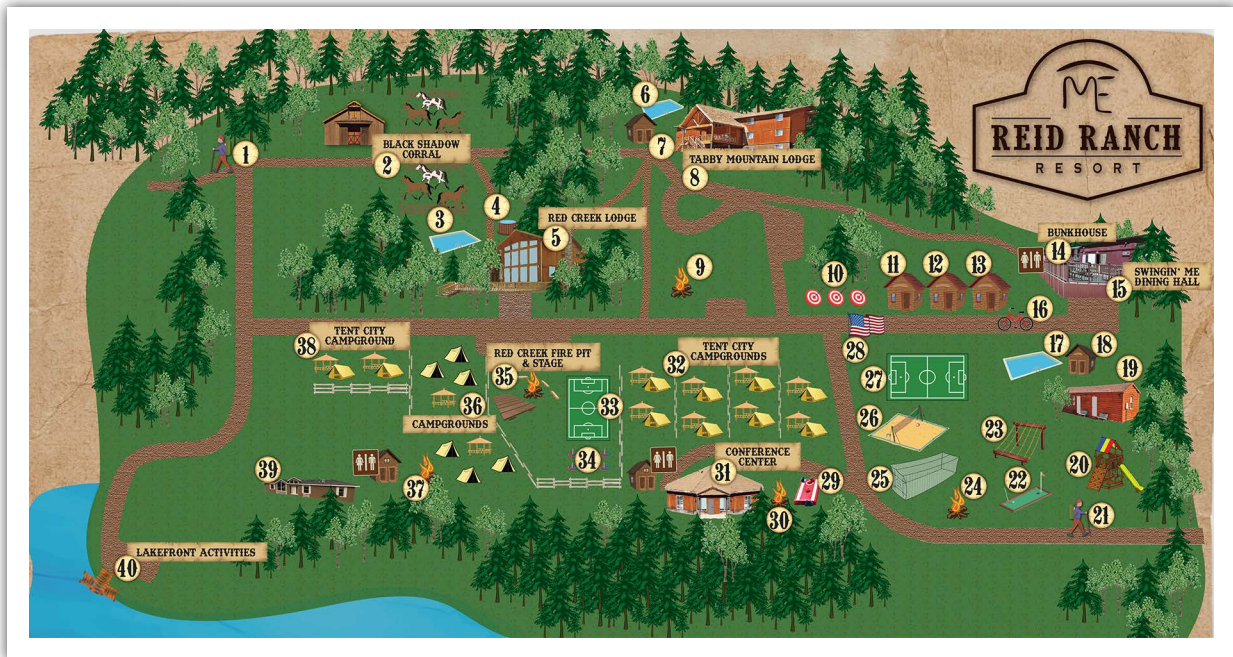 ME
REID RANCH
RESORT
1
BLACK SHADOW
CORRAL
2
3
4
RED CREEK LODGE
5
6
7
TABBY MOUNTAIN LODGE
8
9
10
11
12
13
BUNKHOUSE
14
SWINGIN' ME
DINING HALL
15
16
17
18
19
20
21
22
23
24
25
26
27
28
29
30
CONFERENCE
CENTER
31
TENT CITY
CAMPGROUNDS
32
33
34
RED CREEK FIRE PIT
& STAGE
35
36
CAMPGROUNDS
37
TENT CITY
CAMPGROUND
38
39
LAKEFRONT ACTIVITIES
40